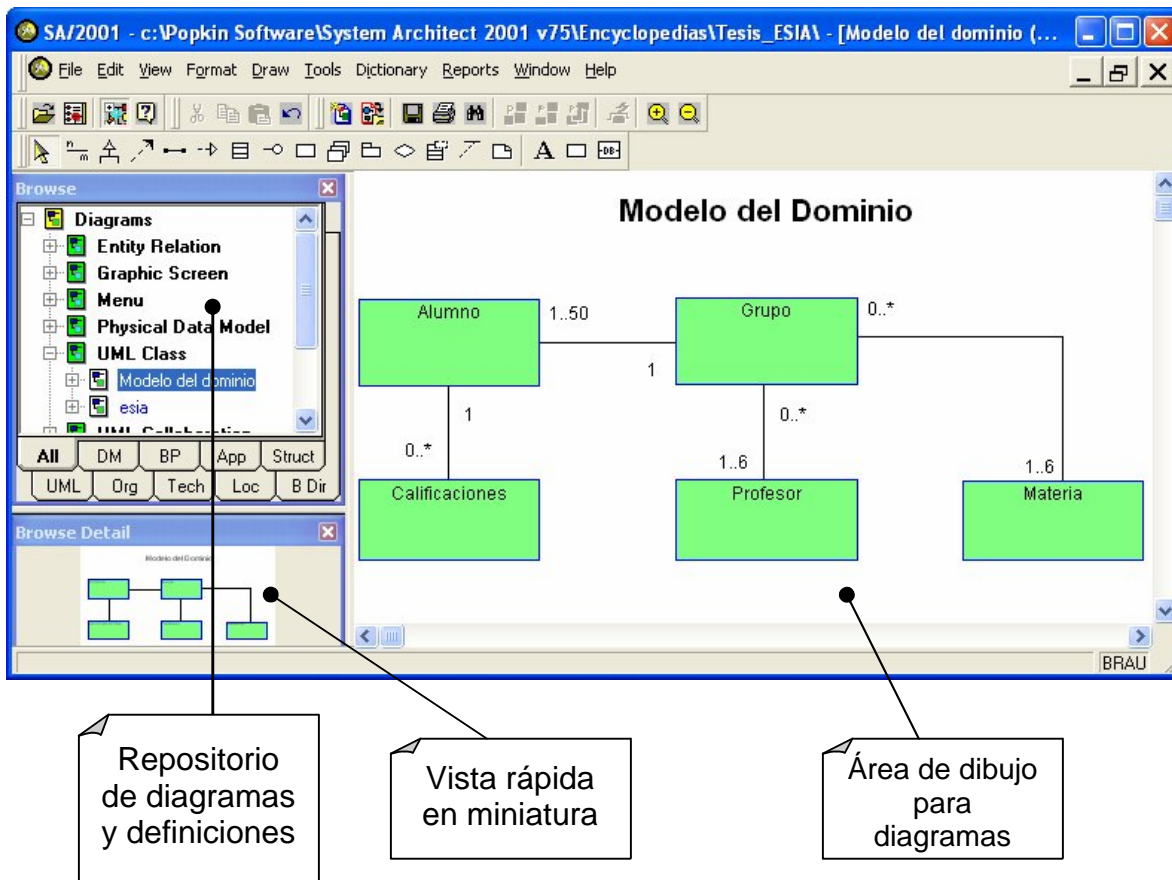 SA/2001 - c:\Popkin Software\System Architect 2001 v75\Encyclopedias\Tesis_ESIA\ - [Modelo del dominio (...
File Edit View Format Draw Tools Dictionary Reports Window Help
n
m
A
-DB-
Browse
Diagrams
Entity Relation
Graphic Screen
Menu
Physical Data Model
UML Class
Modelo del dominio
esia
UML Collaboration
All DM BP App Struct
UML Org Tech Loc B Dir
Browse Detail
Modelo del Dominio
Modelo del Dominio
Alumno
1..50
Grupo
0..*
1
1
0..*
0..*
1..6
1..6
Calificaciones
Profesor
Materia
BRAU
Repositorio
de diagramas
y definiciones
Vista rápida
en miniatura
Área de dibujo
para
diagramas